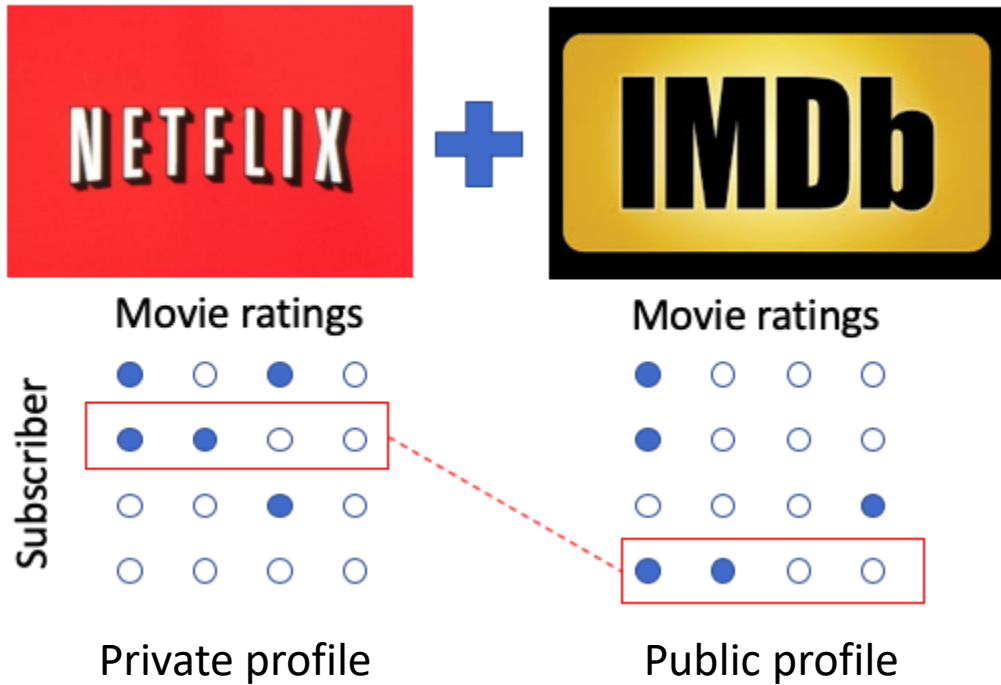 NETFLIX
IMDb
Movie ratings
Movie ratings
Subscriber
Private profile
Public profile